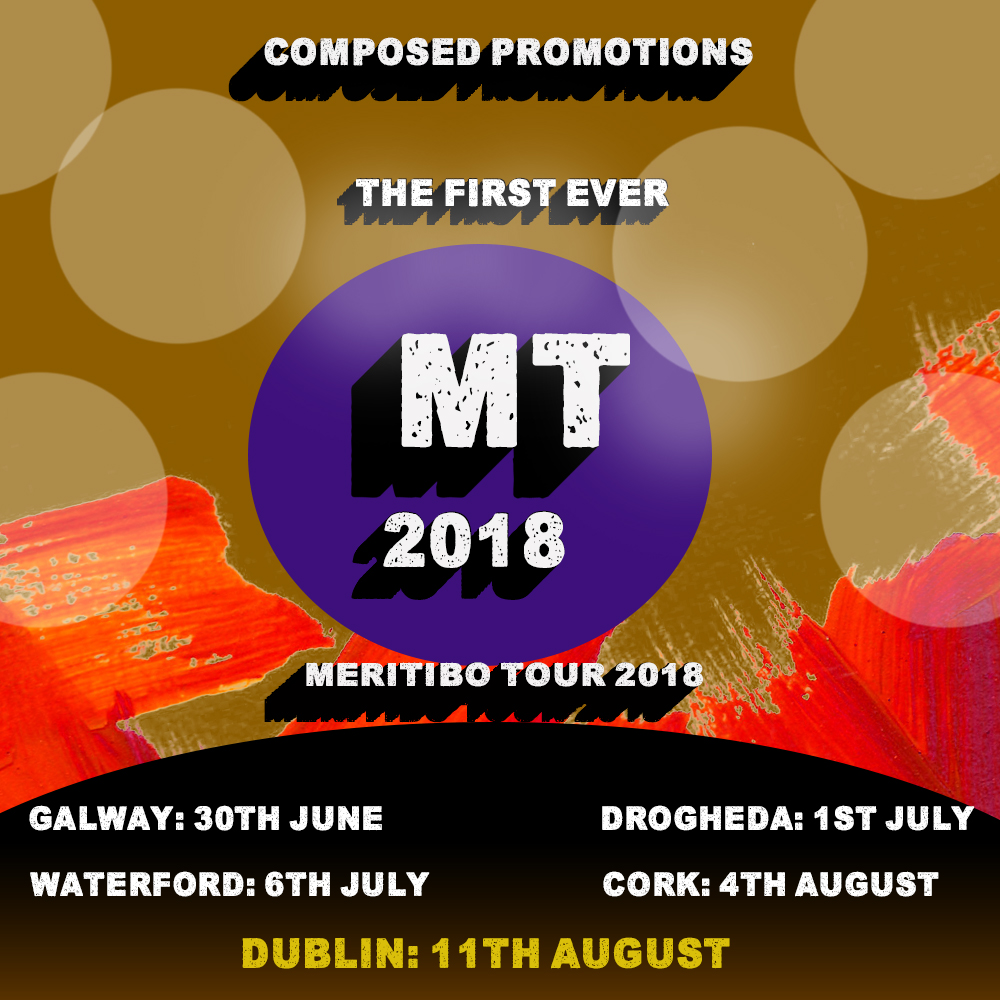 COMPOSED PROMOTIONS
THE FIRST EVER
MT
2018
MERITIBO TOUR 2018
GALWAY: 30TH JUNE
DROGHEDA: 1ST JULY
WATERFORD: 6TH JULY
CORK: 4TH AUGUST
DUBLIN: 11TH AUGUST